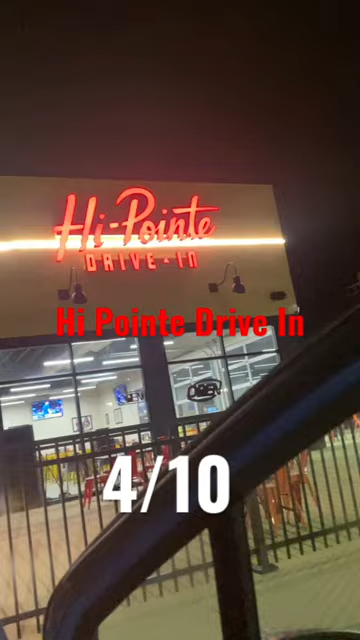 Hi-Pointe
DRIVE-IN
Hi Pointe Drive In
OPEN
4/10